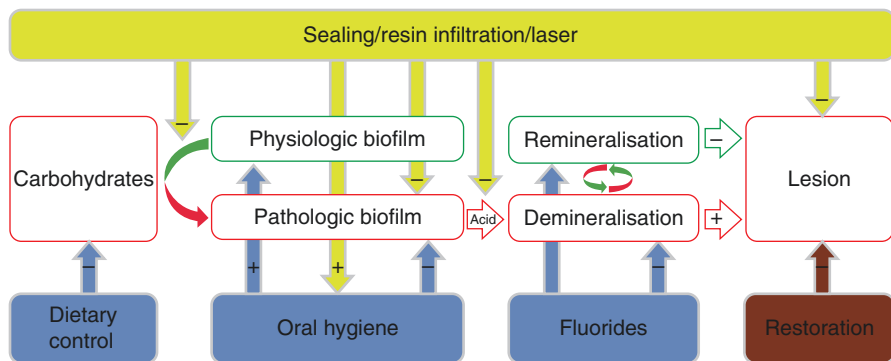 Sealing/resin infiltration/laser
–
Physiologic biofilm
Remineralisation
–
–
Carbohydrates
–
–
Lesion
Pathologic biofilm
Acid
Demineralisation
+
–
+
+
–
–
–
Dietary
control
Oral hygiene
Fluorides
Restoration